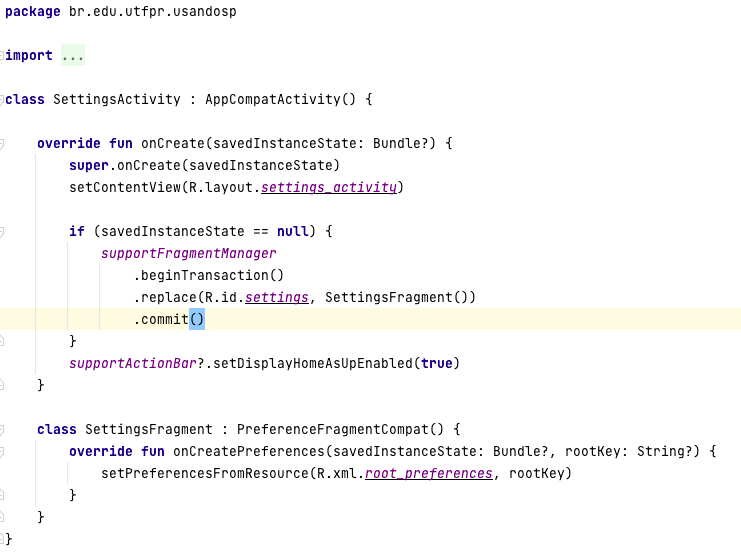 package br.edu.utfpr.usandosp
import ...
class SettingsActivity : AppCompatActivity() {
override fun onCreate(savedInstanceState: Bundle?) {
super.onCreate(savedInstanceState)
setContentView(R.layout.settings_activity)
if (savedInstanceState == null) {
supportFragmentManager
.beginTransaction()
.replace(R.id.settings, SettingsFragment())
.commit()
}
supportActionBar?.setDisplayHomeAsUpEnabled(true)
}
class SettingsFragment : PreferenceFragmentCompat() {
override fun onCreatePreferences(savedInstanceState: Bundle?, rootKey: String?) {
setPreferencesFromResource(R.xml.root_preferences, rootKey)
}
}
}